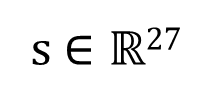 s ∈ ℝ²⁷